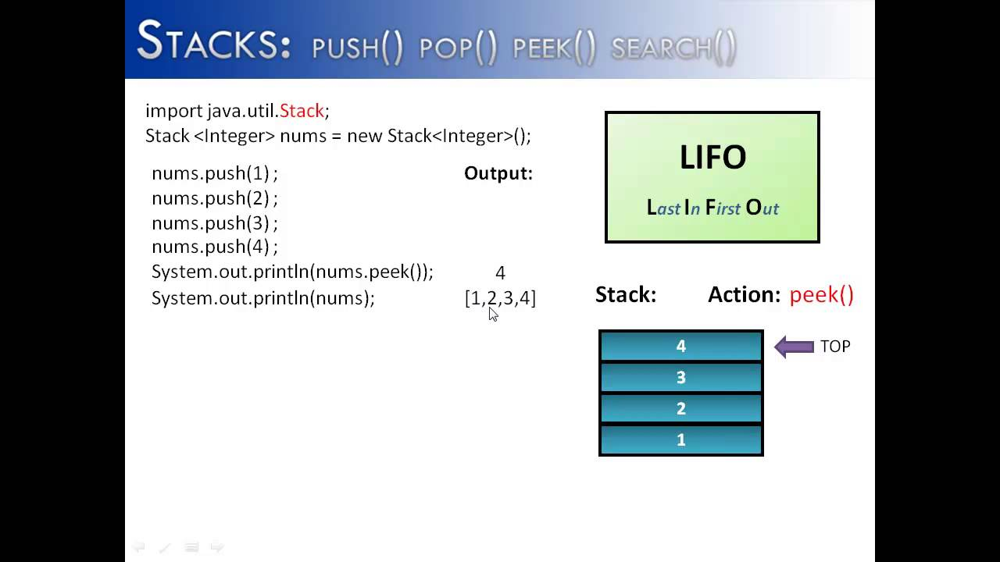 STACKS: PUSH() POP() PEEK() SEARCH()
import java.util.Stack;
Stack <Integer> nums = new Stack<Integer>();
nums.push(1) ;
nums.push(2) ;
nums.push(3) ;
nums.push(4) ;
System.out.println(nums.peek());
System.out.println(nums);
Output:
4
[1,2,3,4]
LIFO
Last In First Out
Stack:
Action: peek()
4
TOP
3
2
1